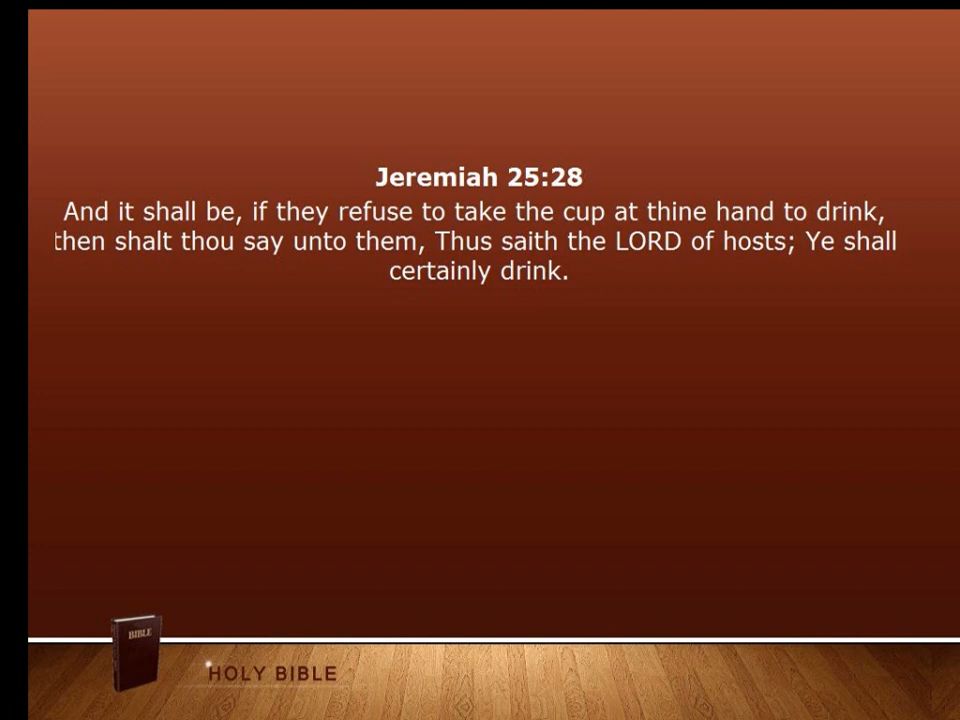 Jeremiah 25:28
And it shall be, if they refuse to take the cup at thine hand to drink,
then shalt thou say unto them, Thus saith the LORD of hosts; Ye shall
certainly drink.
BIBLE
HOLY BIBLE